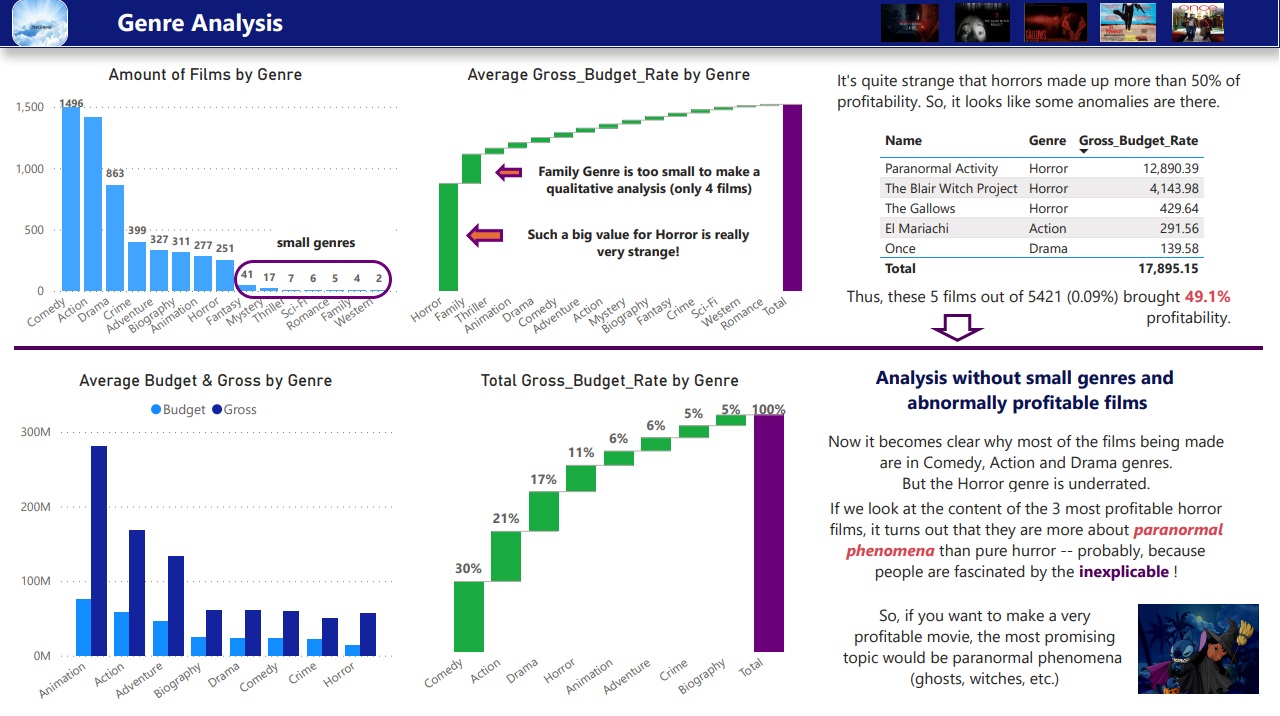 Genre Analysis
Amount of Films by Genre
1,500
1,000
500
0
1496
863
399
327
311
277
251
small genres
41
17
7
6
5
4
2
Comedy
Action
Drama
Crime
Adventure
Biography
Animation
Horror
Fantasy
Mystery
Thriller
Sci-Fi
Romance
Family
Western
Average Gross_Budget_Rate by Genre
Family Genre is too small to make a
qualitative analysis (only 4 films)
Such a big value for Horror is really
very strange!
Horror
Family
Thriller
Animation
Drama
Comedy
Adventure
Action
Mystery
Biography
Fantasy
Crime
Sci-Fi
Western
Romance
Total
It's quite strange that horrors made up more than 50% of
profitability. So, it looks like some anomalies are there.
Name Genre Gross_Budget_Rate
Paranormal Activity Horror 12,890.39
The Blair Witch Project Horror 4,143.98
The Gallows Horror 429.64
El Mariachi Action 291.56
Once Drama 139.58
Total 17,895.15
Thus, these 5 films out of 5421 (0.09%) brought 49.1%
profitability.
Average Budget & Gross by Genre
Budget Gross
300M
200M
100M
0M
Animation
Action
Adventure
Biography
Drama
Comedy
Crime
Horror
Total Gross_Budget_Rate by Genre
30%
21%
17%
11%
6%
6%
5%
5%
100%
Comedy
Action
Drama
Horror
Animation
Adventure
Crime
Biography
Total
Analysis without small genres and
abnormally profitable films
Now it becomes clear why most of the films being made
are in Comedy, Action and Drama genres.
But the Horror genre is underrated.
If we look at the content of the 3 most profitable horror
films, it turns out that they are more about paranormal
phenomena than pure hurror -- probably, because
people are fascinated by the inexplicable !
So, if you want to make a very
profitable movie, the most promising
topic would be paranormal phenomena
(ghosts, witches, etc.)